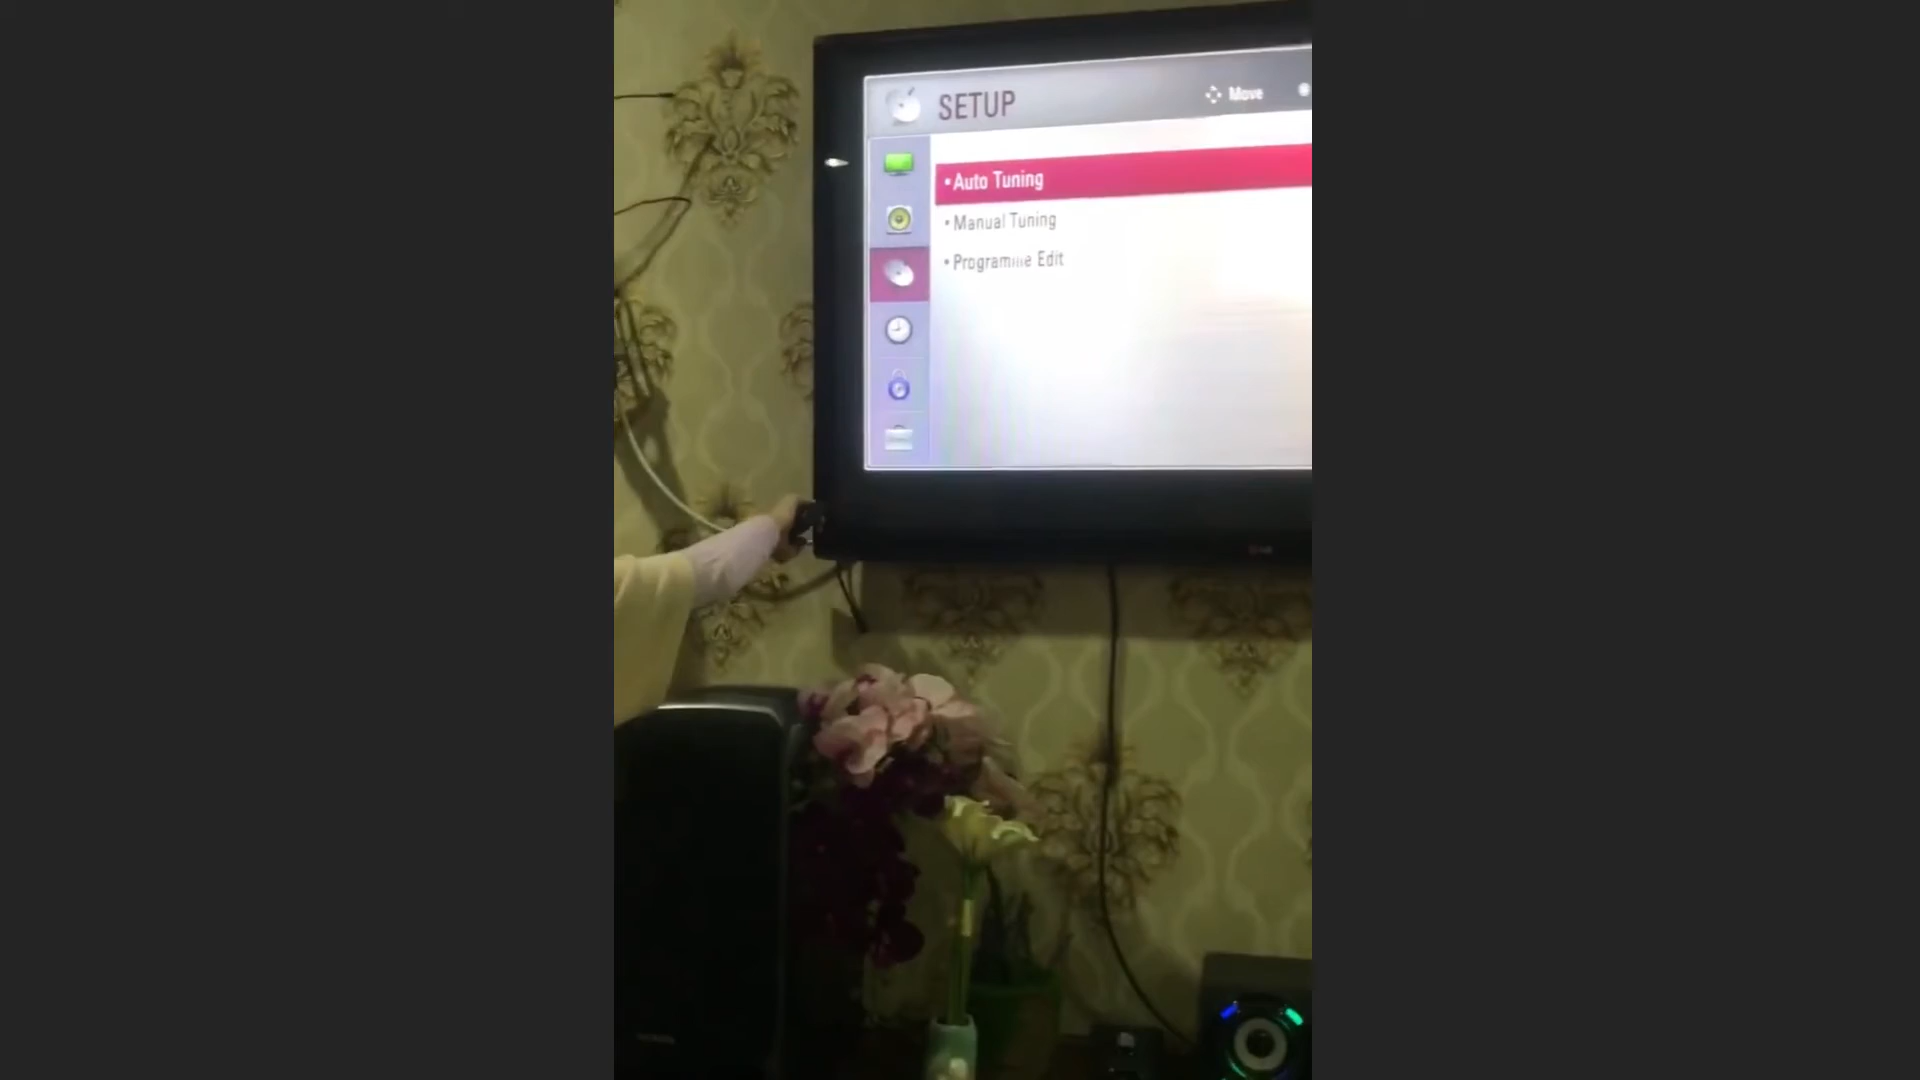 SETUP
Move
• Auto Tuning
• Manual Tuning
• Programme Edit